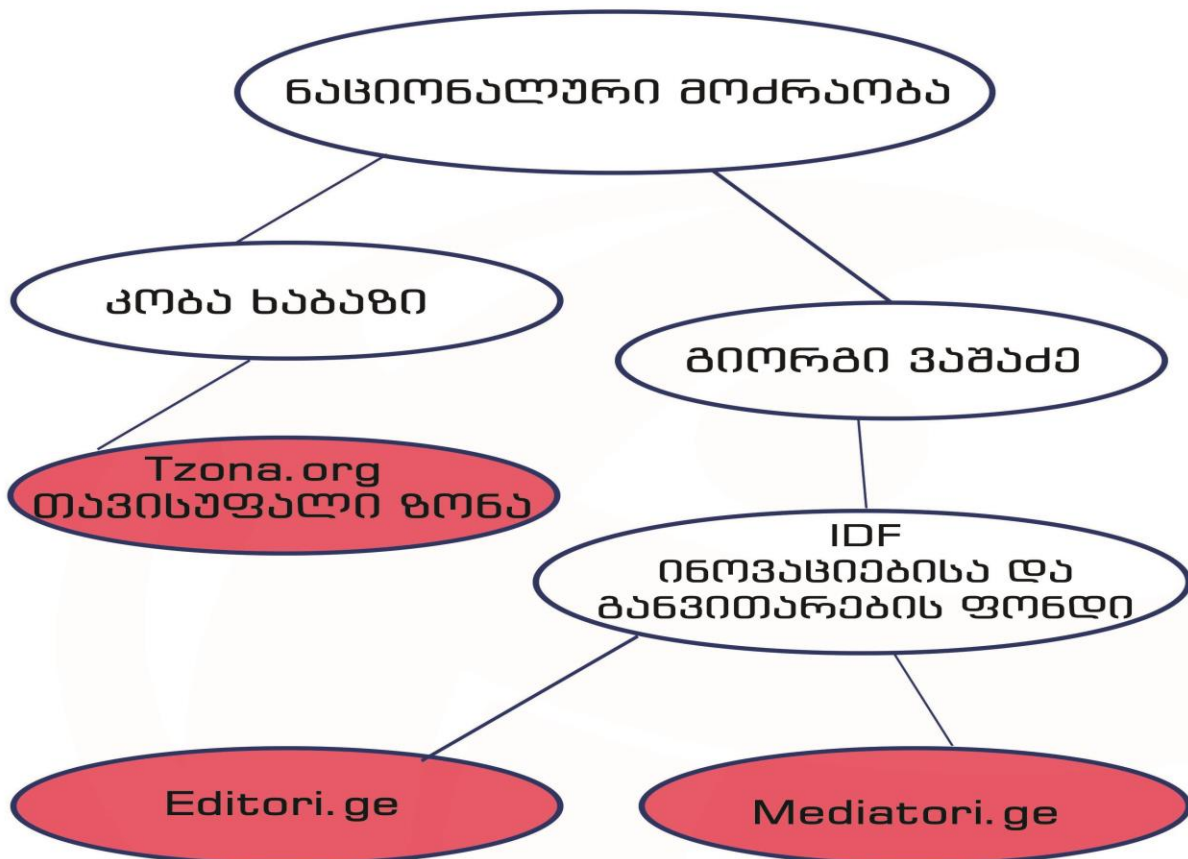 ნაციონალური მოძრაობა
კობა ხაბაზი
გიორგი ვაშაძე
Tzona.org
თავისუფალი ზონა
IDF
ინოვაციებისა და
განვითარების ფონდი
Editori.ge
Mediatori.ge